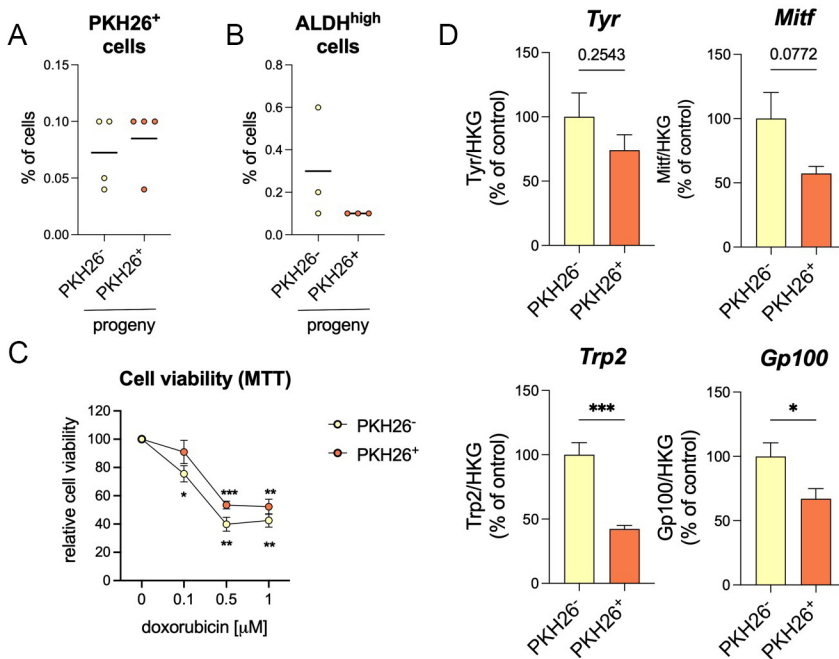 A
PKH26⁺
cells
% of cells
0.15
0.10
0.05
0.00
PKH26⁻
PKH26⁺
progeny
B
ALDHʰⁱᵍʰ
cells
% of cells
0.8
0.6
0.4
0.2
0.0
PKH26⁻
PKH26⁺
progeny
C
Cell viability (MTT)
relative cell viability
120
100
80
60
40
20
0
*
***
**
**
**
0
0.1
0.5
1
doxorubicin [µM]
PKH26⁻
PKH26⁺
D
Tyr
0.2543
Tyr/HKG
(% of control)
150
100
50
0
PKH26⁻
PKH26⁺
Mitf
0.0772
Mitf/HKG
(% of control)
150
100
50
0
PKH26⁻
PKH26⁺
Trp2
***
Trp2/HKG
(% of ontrol)
150
100
50
0
PKH26⁻
PKH26⁺
Gp100
*
Gp100/HKG
(% of control)
150
100
50
0
PKH26⁻
PKH26⁺